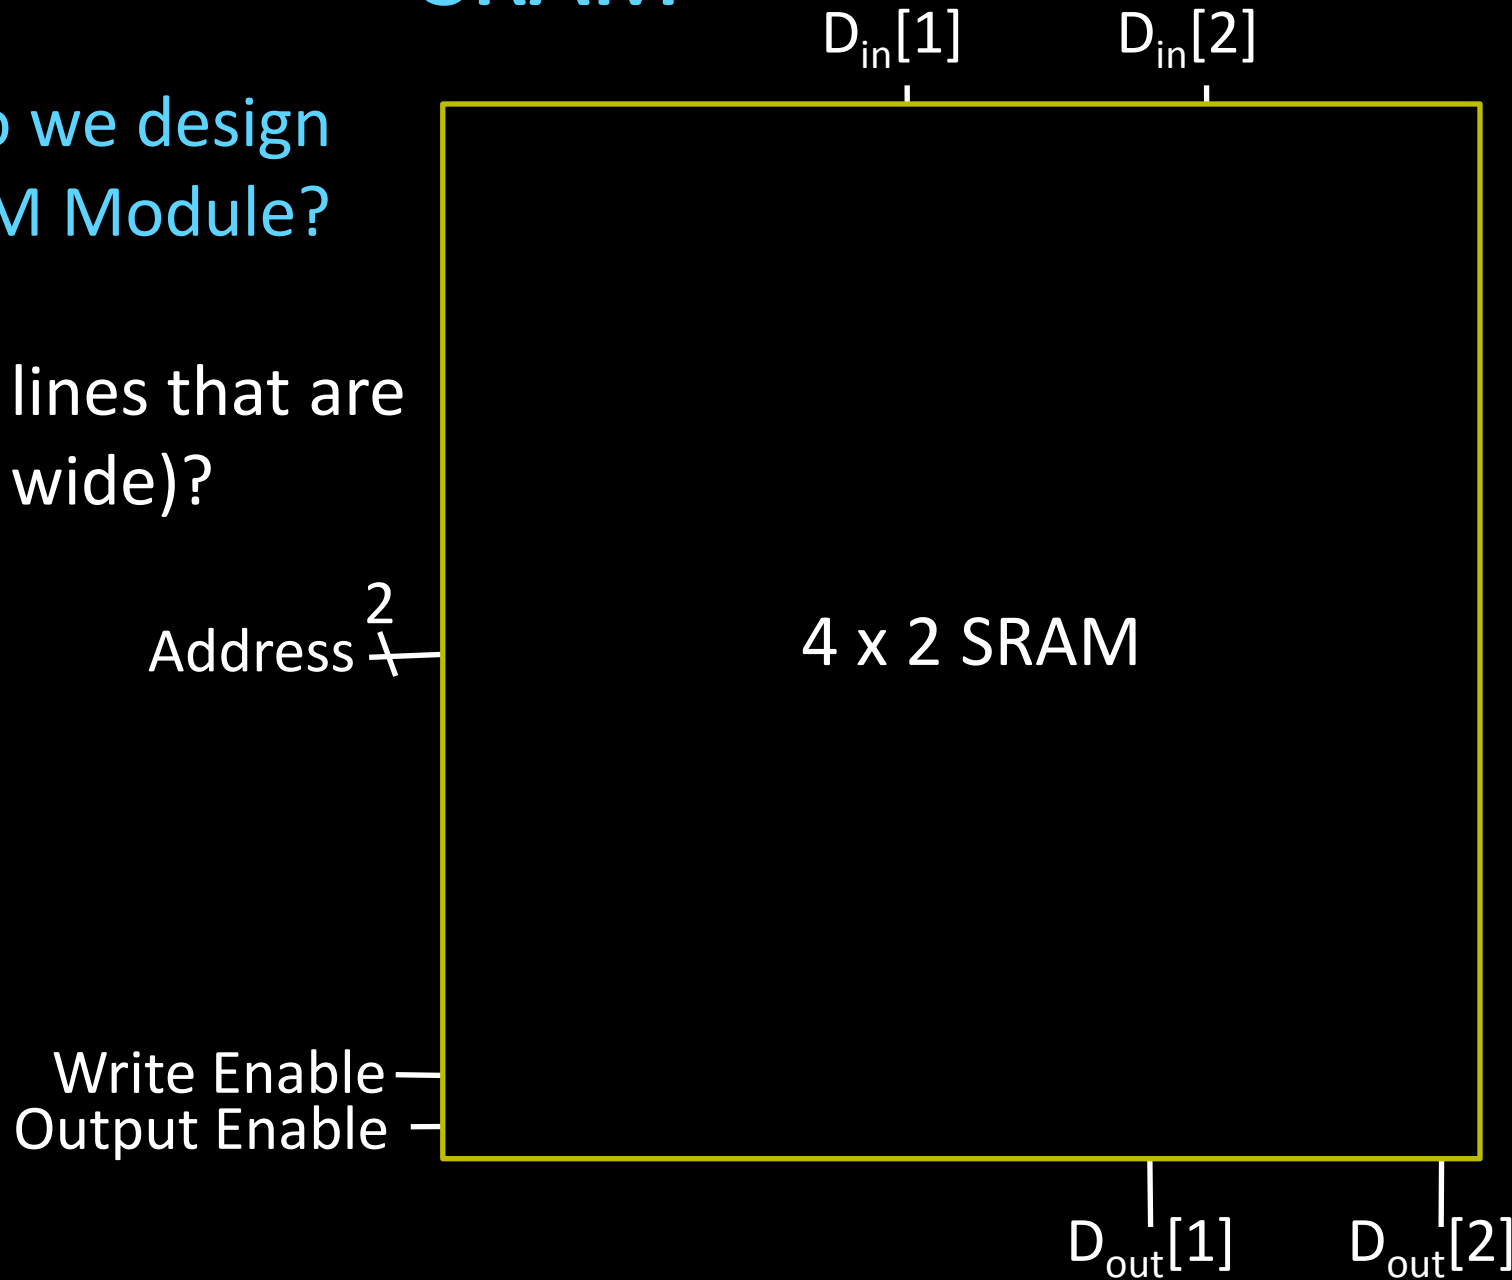 SRAM
D_in[1] D_in[2]
we design
Module?
lines that are
wide)?
2
Address
4 x 2 SRAM
Write Enable
Output Enable
D_out[1] D_out[2]